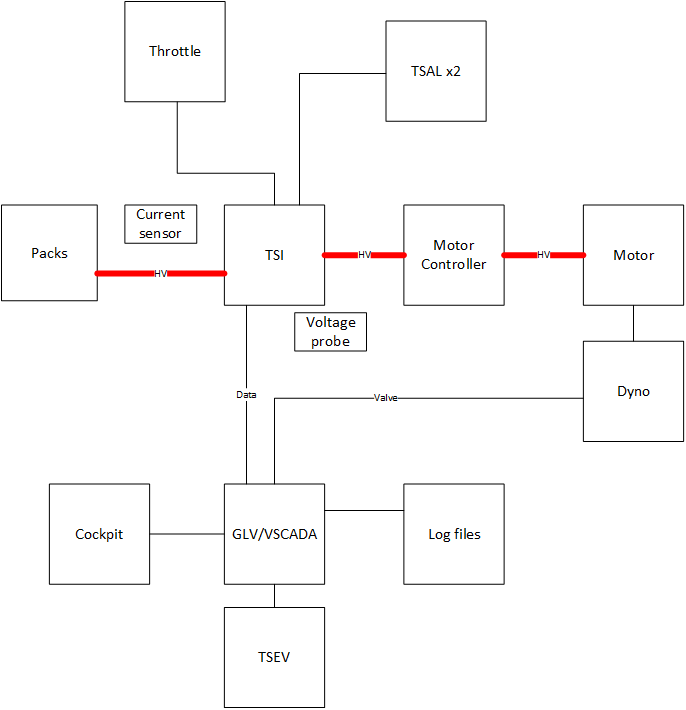 Throttle
TSAL x2
Packs
Current
sensor
TSI
Motor
Controller
Motor
HV
HV
HV
Voltage
probe
Dyno
Data
Valve
Cockpit
GLV/VSCADA
Log files
TSEV